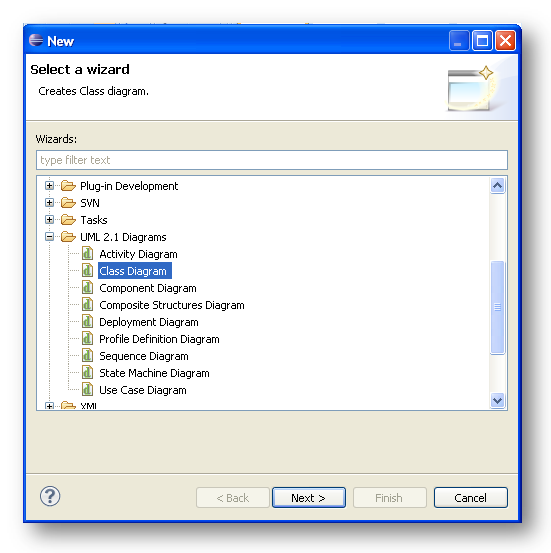 New
Select a wizard
Creates Class diagram.
Wizards:
type filter text
Plug-in Development
SVN
Tasks
UML 2.1 Diagrams
Activity Diagram
Class Diagram
Component Diagram
Composite Structures Diagram
Deployment Diagram
Profile Definition Diagram
Sequence Diagram
State Machine Diagram
Use Case Diagram
XML
?
< Back Next > Finish Cancel